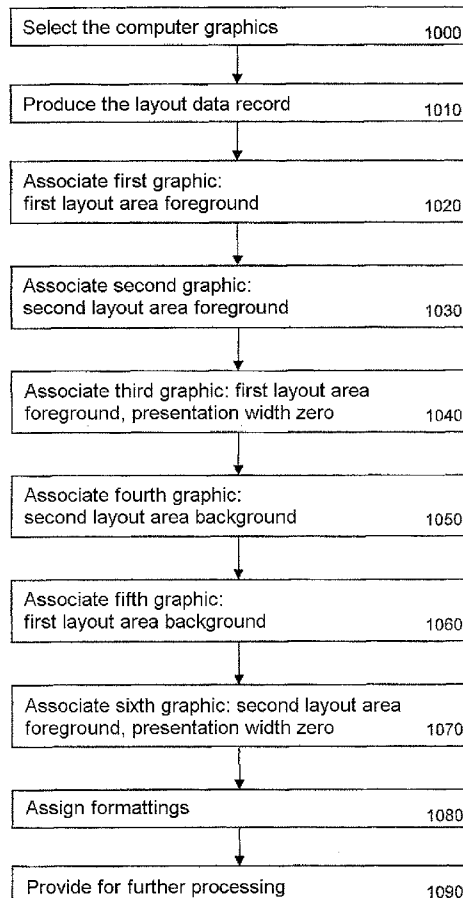 Select the computer graphics
1000
Produce the layout data record
1010
Associate first graphic:
first layout area foreground
1020
Associate second graphic:
second layout area foreground
1030
Associate third graphic: first layout area
foreground, presentation width zero
1040
Associate fourth graphic:
second layout area background
1050
Associate fifth graphic:
first layout area background
1060
Associate sixth graphic: second layout area
foreground, presentation width zero
1070
Assign formattings
1080
Provide for further processing
1090